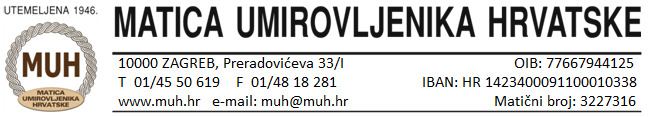 UTEMELJENA 1946.
MUH
MATICA
UMIROVLJENIKA
HRVATSKE
MATICA UMIROVLJENIKA HRVATSKE
10000 ZAGREB, Preradovićeva 33/I OIB: 77667944125
T 01/45 50 619 F 01/48 18 281 IBAN: HR 1423400091100010338
www.muh.hr e-mail: muh@muh.hr Matični broj: 3227316